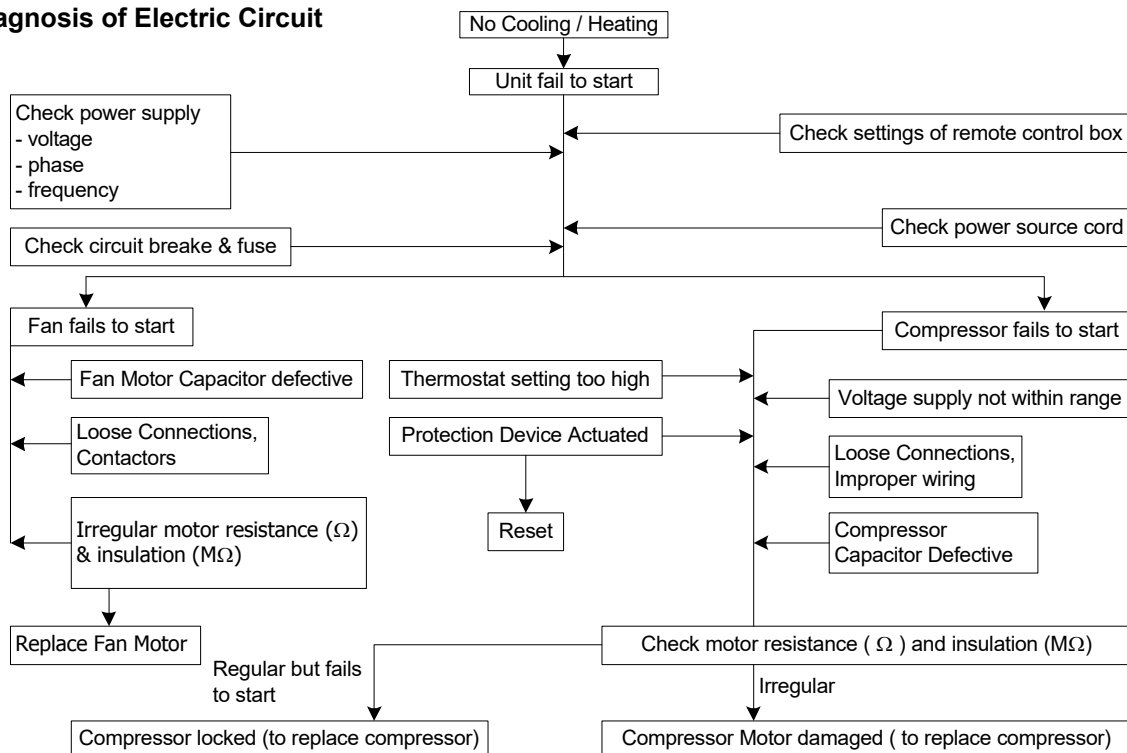 agnosis of Electric Circuit
No Cooling / Heating
Unit fail to start
Check power supply
- voltage
- phase
- frequency
Check settings of remote control box
Check power source cord
Check circuit breake & fuse
Fan fails to start
Compressor fails to start
Fan Motor Capacitor defective
Thermostat setting too high
Voltage supply not within range
Loose Connections,
Contactors
Protection Device Actuated
Loose Connections,
Improper wiring
Irregular motor resistance (Ω)
& insulation (MΩ)
Reset
Compressor
Capacitor Defective
Replace Fan Motor
Check motor resistance ( Ω ) and insulation (MΩ)
Regular but fails
to start
Irregular
Compressor locked (to replace compressor)
Compressor Motor damaged ( to replace compressor)